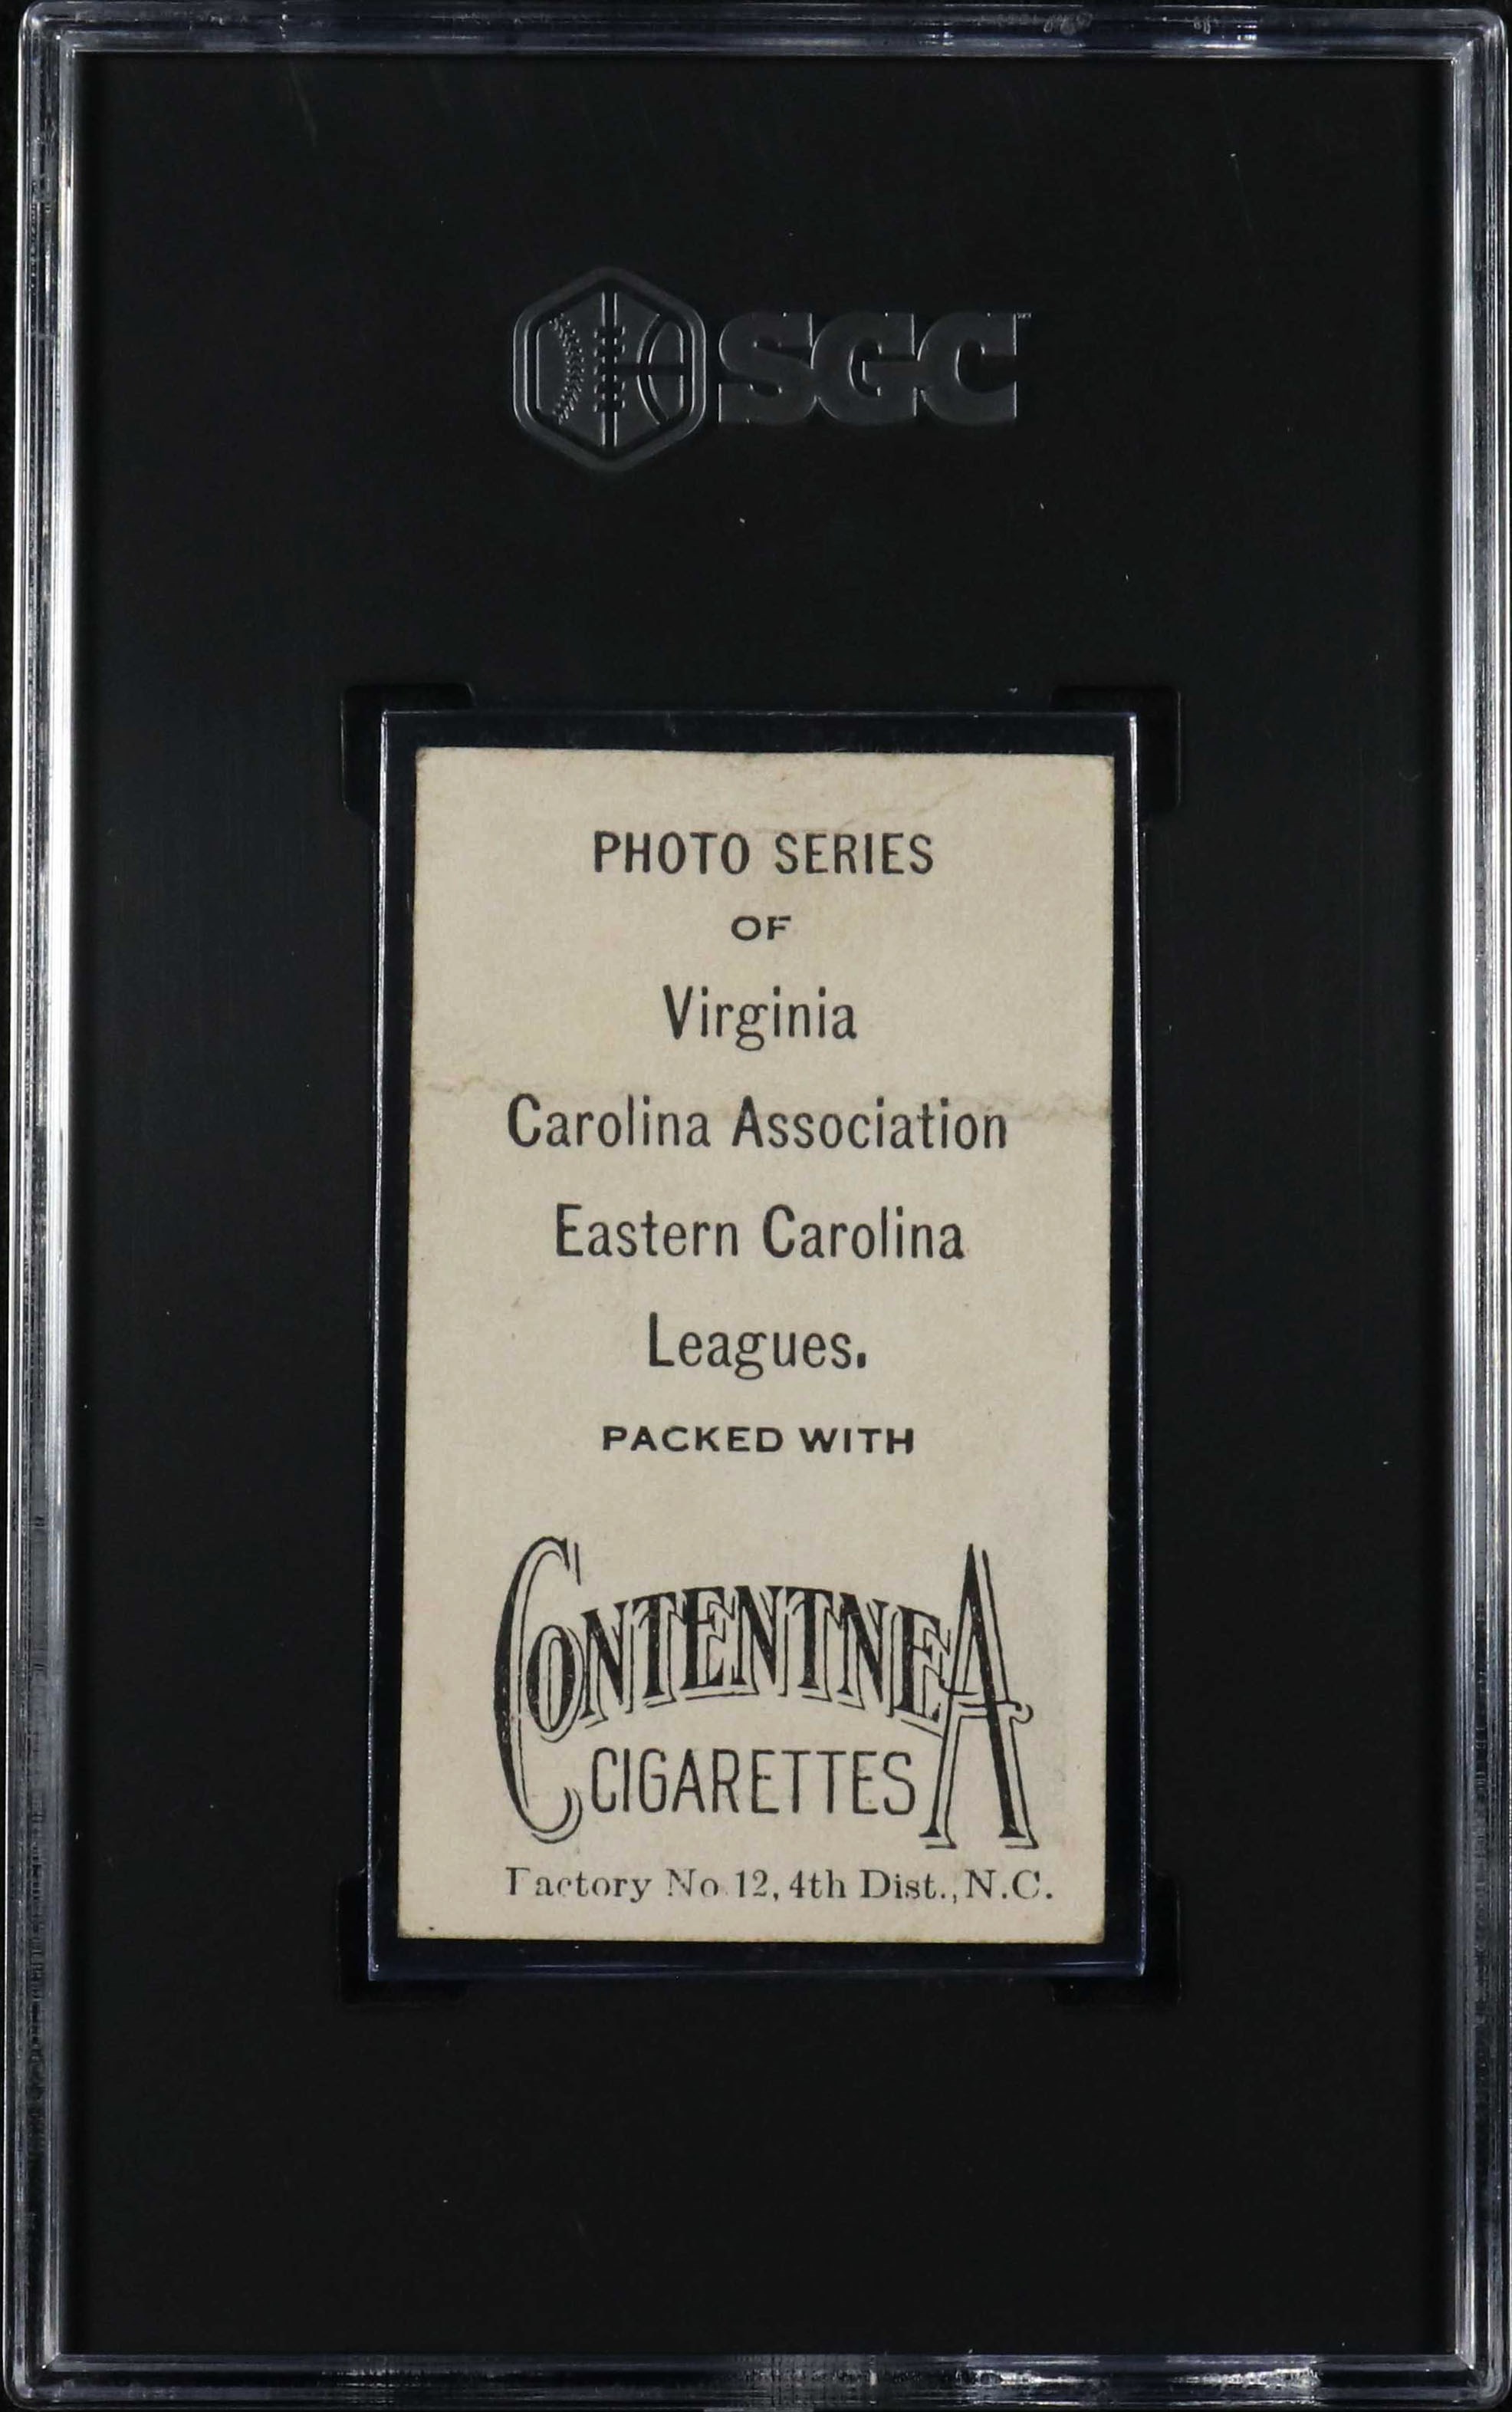 SGC
PHOTO SERIES
OF
Virginia
Carolina Association
Eastern Carolina
Leagues.
PACKED WITH
CONTENTNEA
CIGARETTES
Factory No 12, 4th Dist., N.C.